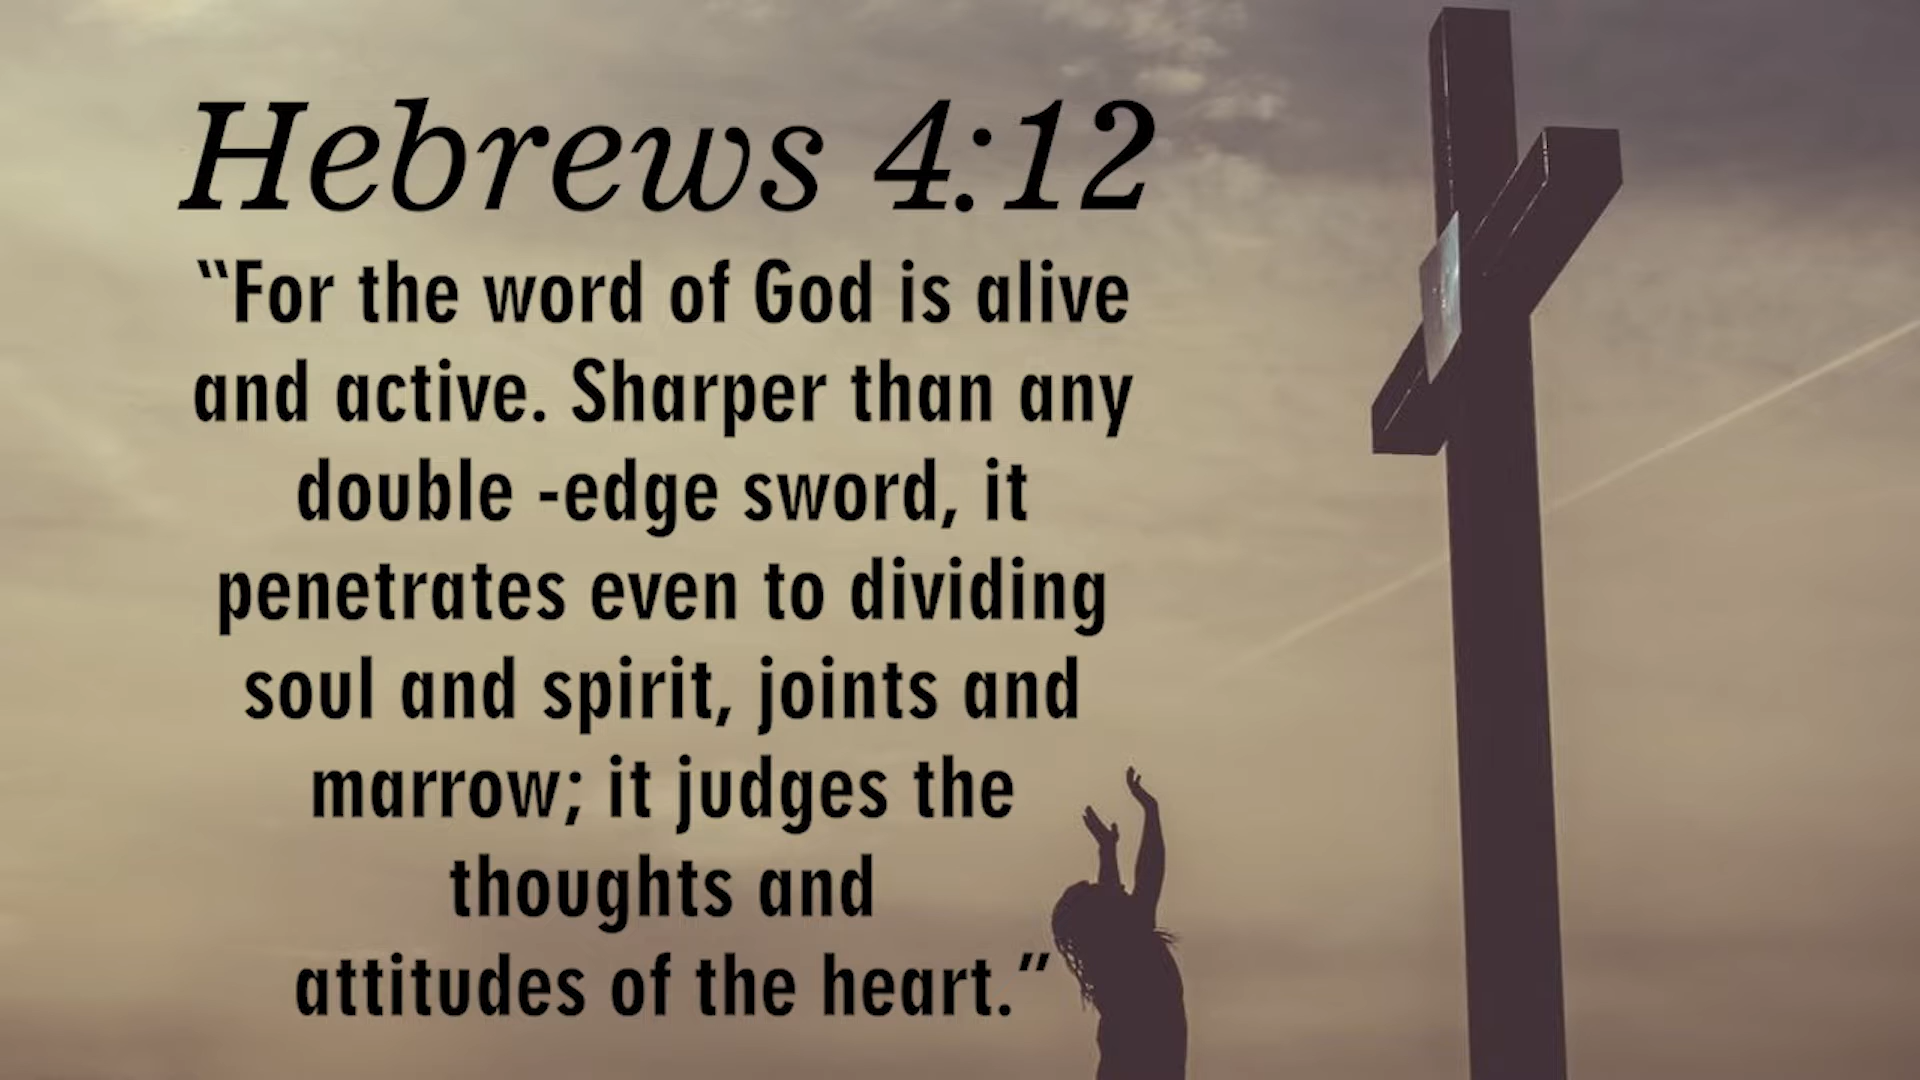 Hebrews 4:12
“For the word of God is alive
and active. Sharper than any
double -edge sword, it
penetrates even to dividing
soul and spirit, joints and
marrow; it judges the
thoughts and
attitudes of the heart.”